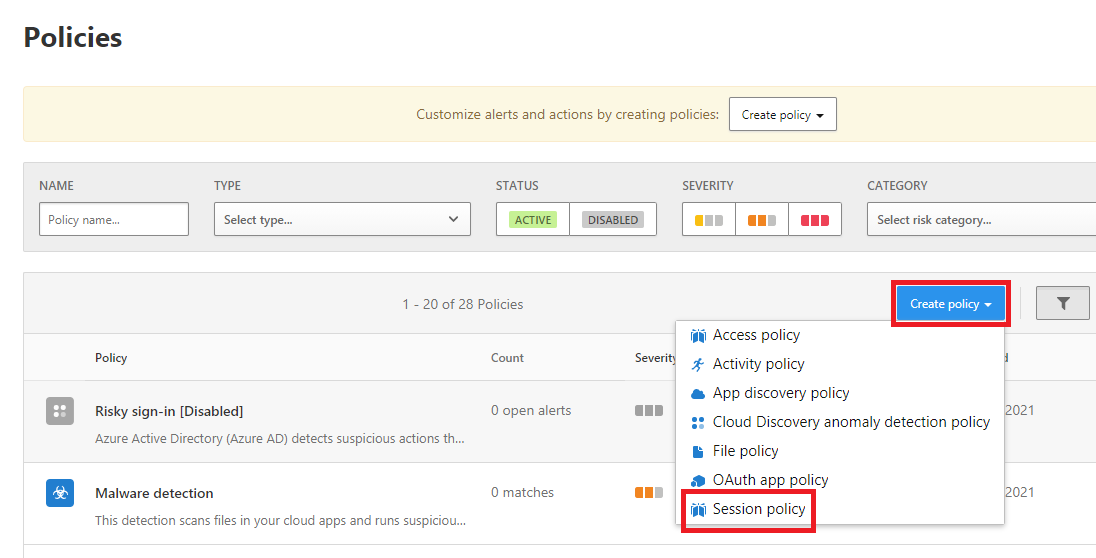 Policies
Customize alerts and actions by creating policies: Create policy
NAME TYPE STATUS SEVERITY CATEGORY
Policy name... Select type... ACTIVE DISABLED Select risk category...
1 - 20 of 28 Policies Create policy
Policy Count Severity
Access policy
Activity policy
App discovery policy
Cloud Discovery anomaly detection policy
File policy
OAuth app policy
Session policy
Risky sign-in [Disabled] 0 open alerts 2021
Azure Active Directory (Azure AD) detects suspicious actions th...
Malware detection 0 matches 2021
This detection scans files in your cloud apps and runs suspiciou...